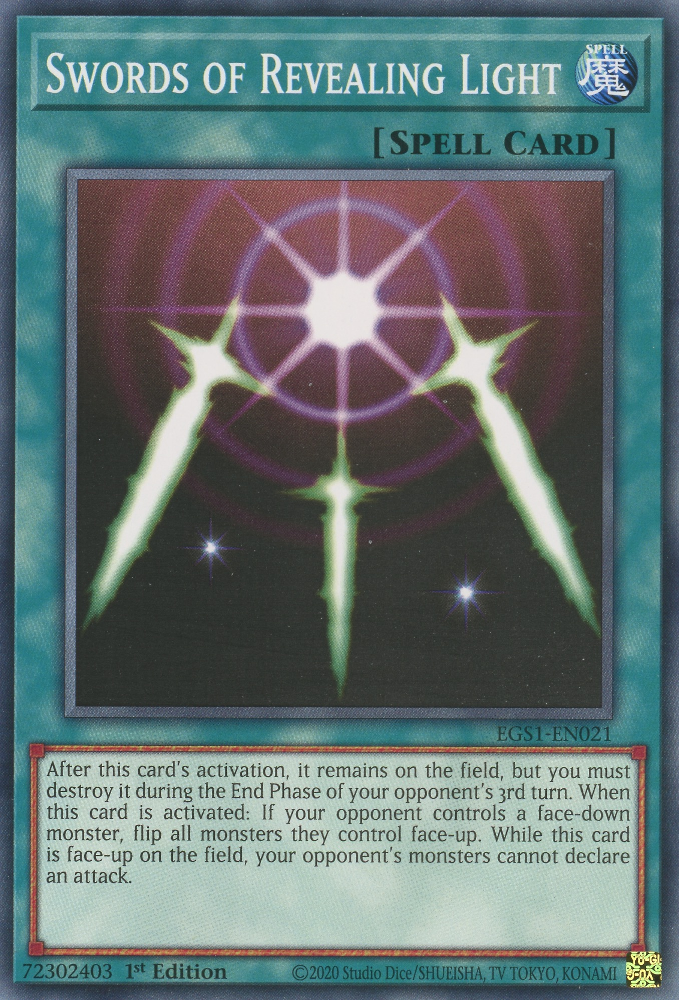 Swords of Revealing Light
SPELL
魔
[Spell Card]
EGS1-EN021
After this card's activation, it remains on the field, but you must
destroy it during the End Phase of your opponent's 3rd turn. When
this card is activated: If your opponent controls a face-down
monster, flip all monsters they control face-up. While this card
is face-up on the field, your opponent's monsters cannot declare
an attack.
72302403 1st Edition
©2020 Studio Dice/SHUEISHA, TV TOKYO, KONAMI